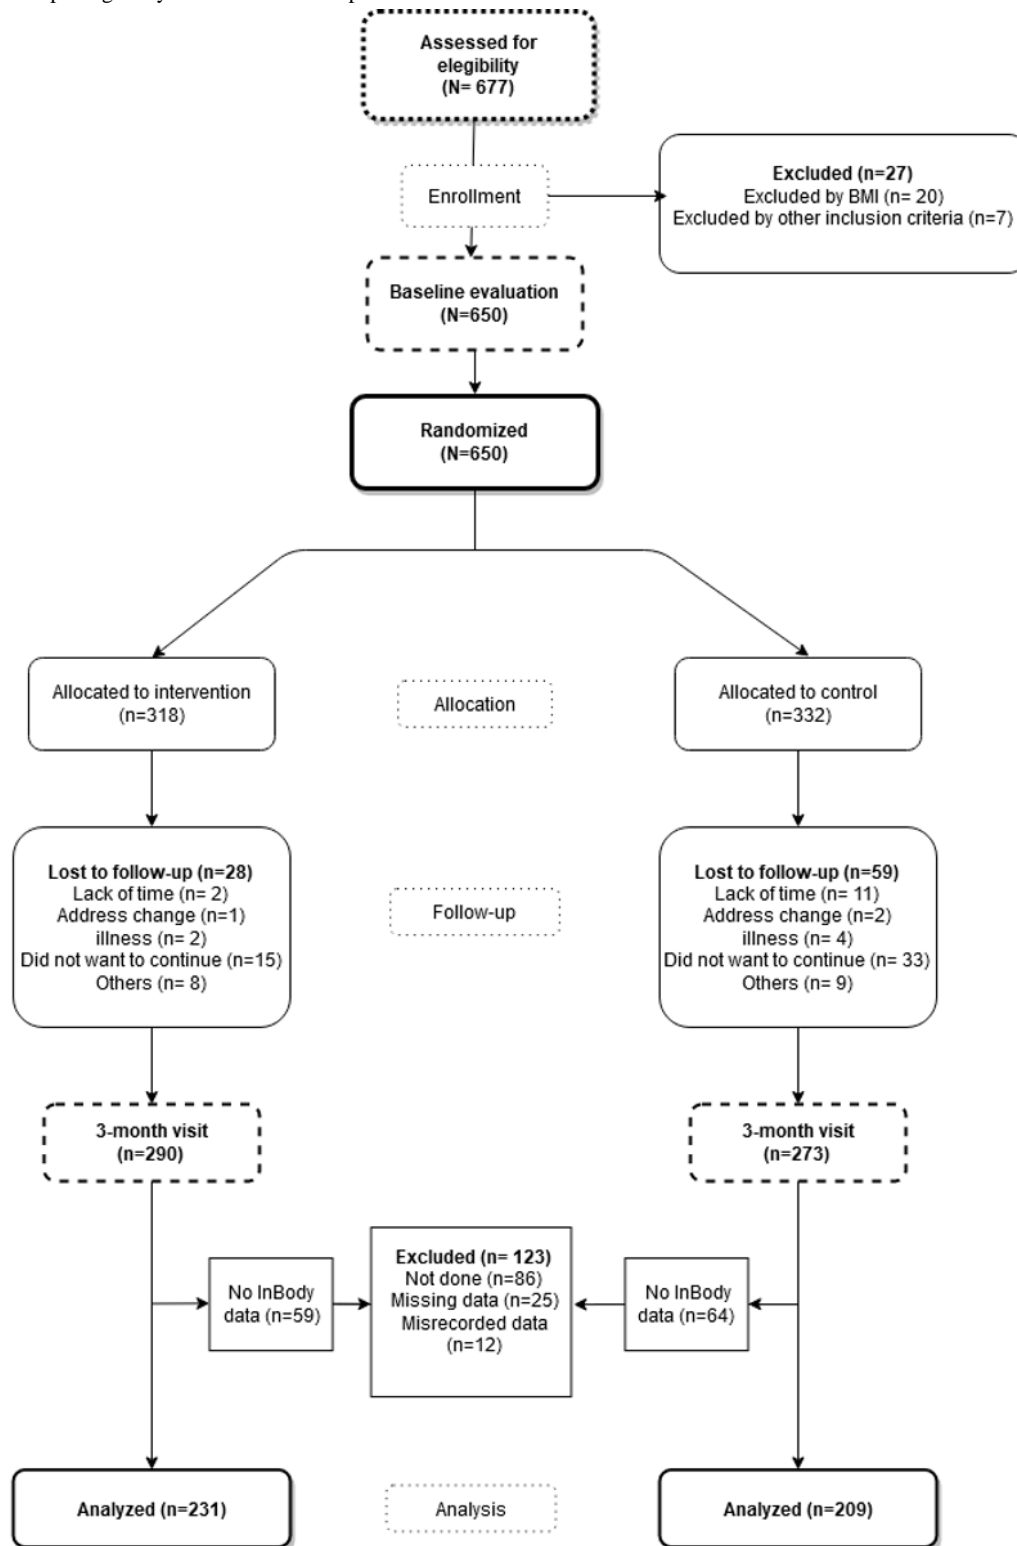 Assessed for
elegibility
(N= 677)
Enrollment
Excluded (n=27)
Excluded by BMI (n= 20)
Excluded by other inclusion criteria (n=7)
Baseline evaluation
(N=650)
Randomized
(N=650)
Allocated to intervention
(n=318)
Allocation
Allocated to control
(n=332)
Lost to follow-up (n=28)
Lack of time (n= 2)
Address change (n=1)
illness (n= 2)
Did not want to continue (n=15)
Others (n= 8)
Follow-up
Lost to follow-up (n=59)
Lack of time (n= 11)
Address change (n=2)
illness (n= 4)
Did not want to continue (n= 33)
Others (n= 9)
3-month visit
(n=290)
3-month visit
(n=273)
No InBody
data (n=59)
Excluded (n= 123)
Not done (n=86)
Missing data (n=25)
Misrecorded data
(n=12)
No InBody
data (n=64)
Analyzed (n=231)
Analysis
Analyzed (n=209)